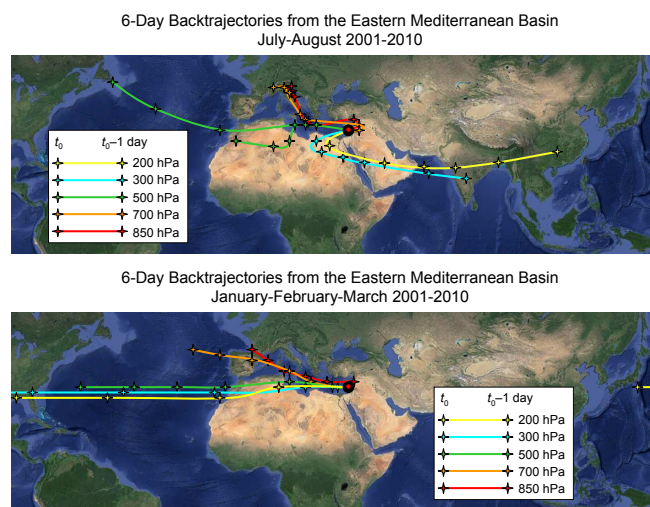 6-Day Backtrajectories from the Eastern Mediterranean Basin
July-August 2001-2010
t0 t0–1 day
200 hPa
300 hPa
500 hPa
700 hPa
850 hPa
6-Day Backtrajectories from the Eastern Mediterranean Basin
January-February-March 2001-2010
t0 t0–1 day
200 hPa
300 hPa
500 hPa
700 hPa
850 hPa